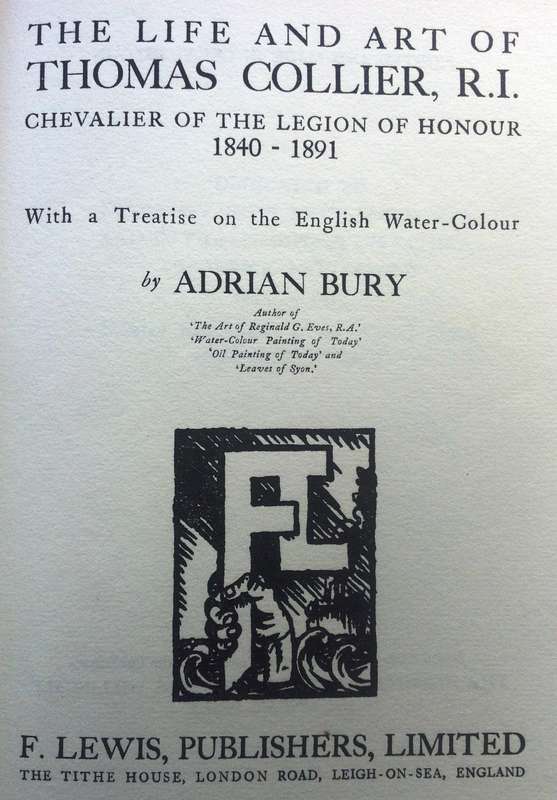 THE LIFE AND ART OF
THOMAS COLLIER, R.I.
CHEVALIER OF THE LEGION OF HONOUR
1840 - 1891
With a Treatise on the English Water-Colour
by ADRIAN BURY
Author of
'The Art of Reginald G. Eves, R.A.'
'Water-Colour Painting of Today'
'Oil Painting of Today' and
'Leaves of Syon.'
FL
F. LEWIS, PUBLISHERS, LIMITED
THE TITHE HOUSE, LONDON ROAD, LEIGH-ON-SEA, ENGLAND